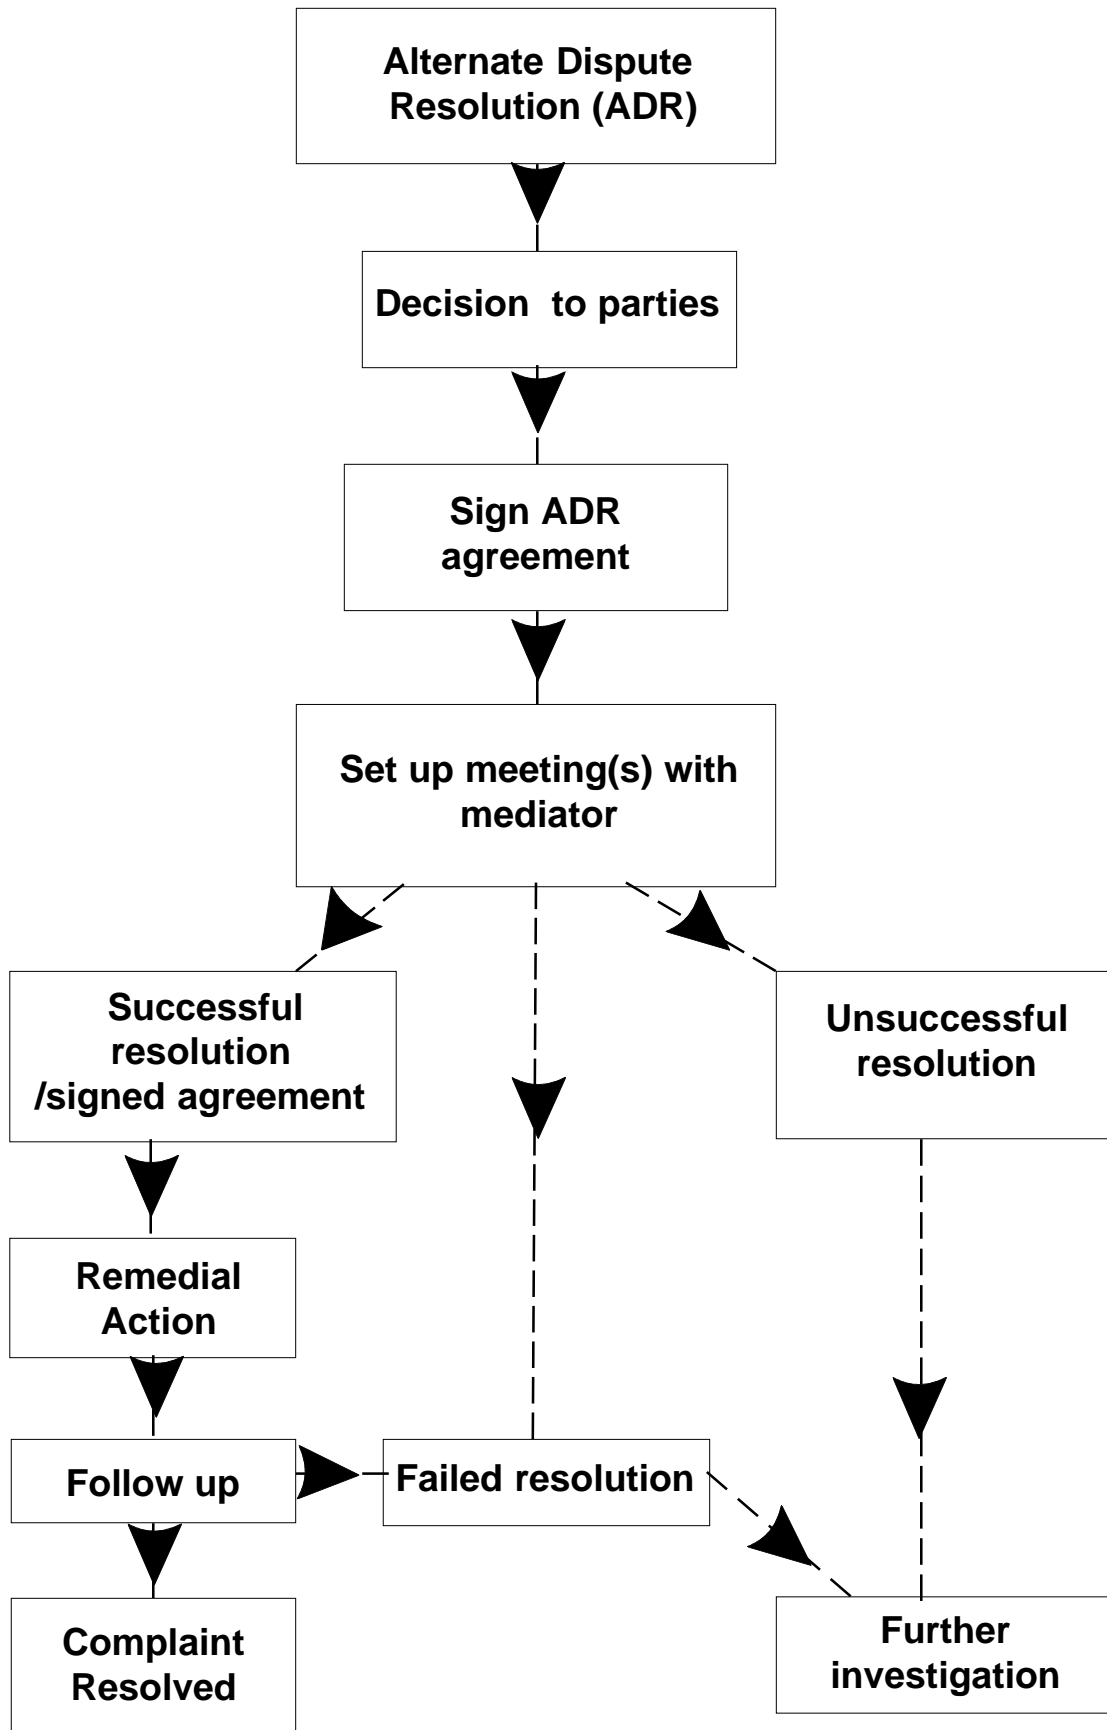 Alternate Dispute
Resolution (ADR)
Decision to parties
Sign ADR
agreement
Set up meeting(s) with
mediator
Successful
resolution
/signed agreement
Unsuccessful
resolution
Remedial
Action
Follow up
Failed resolution
Complaint
Resolved
Further
investigation